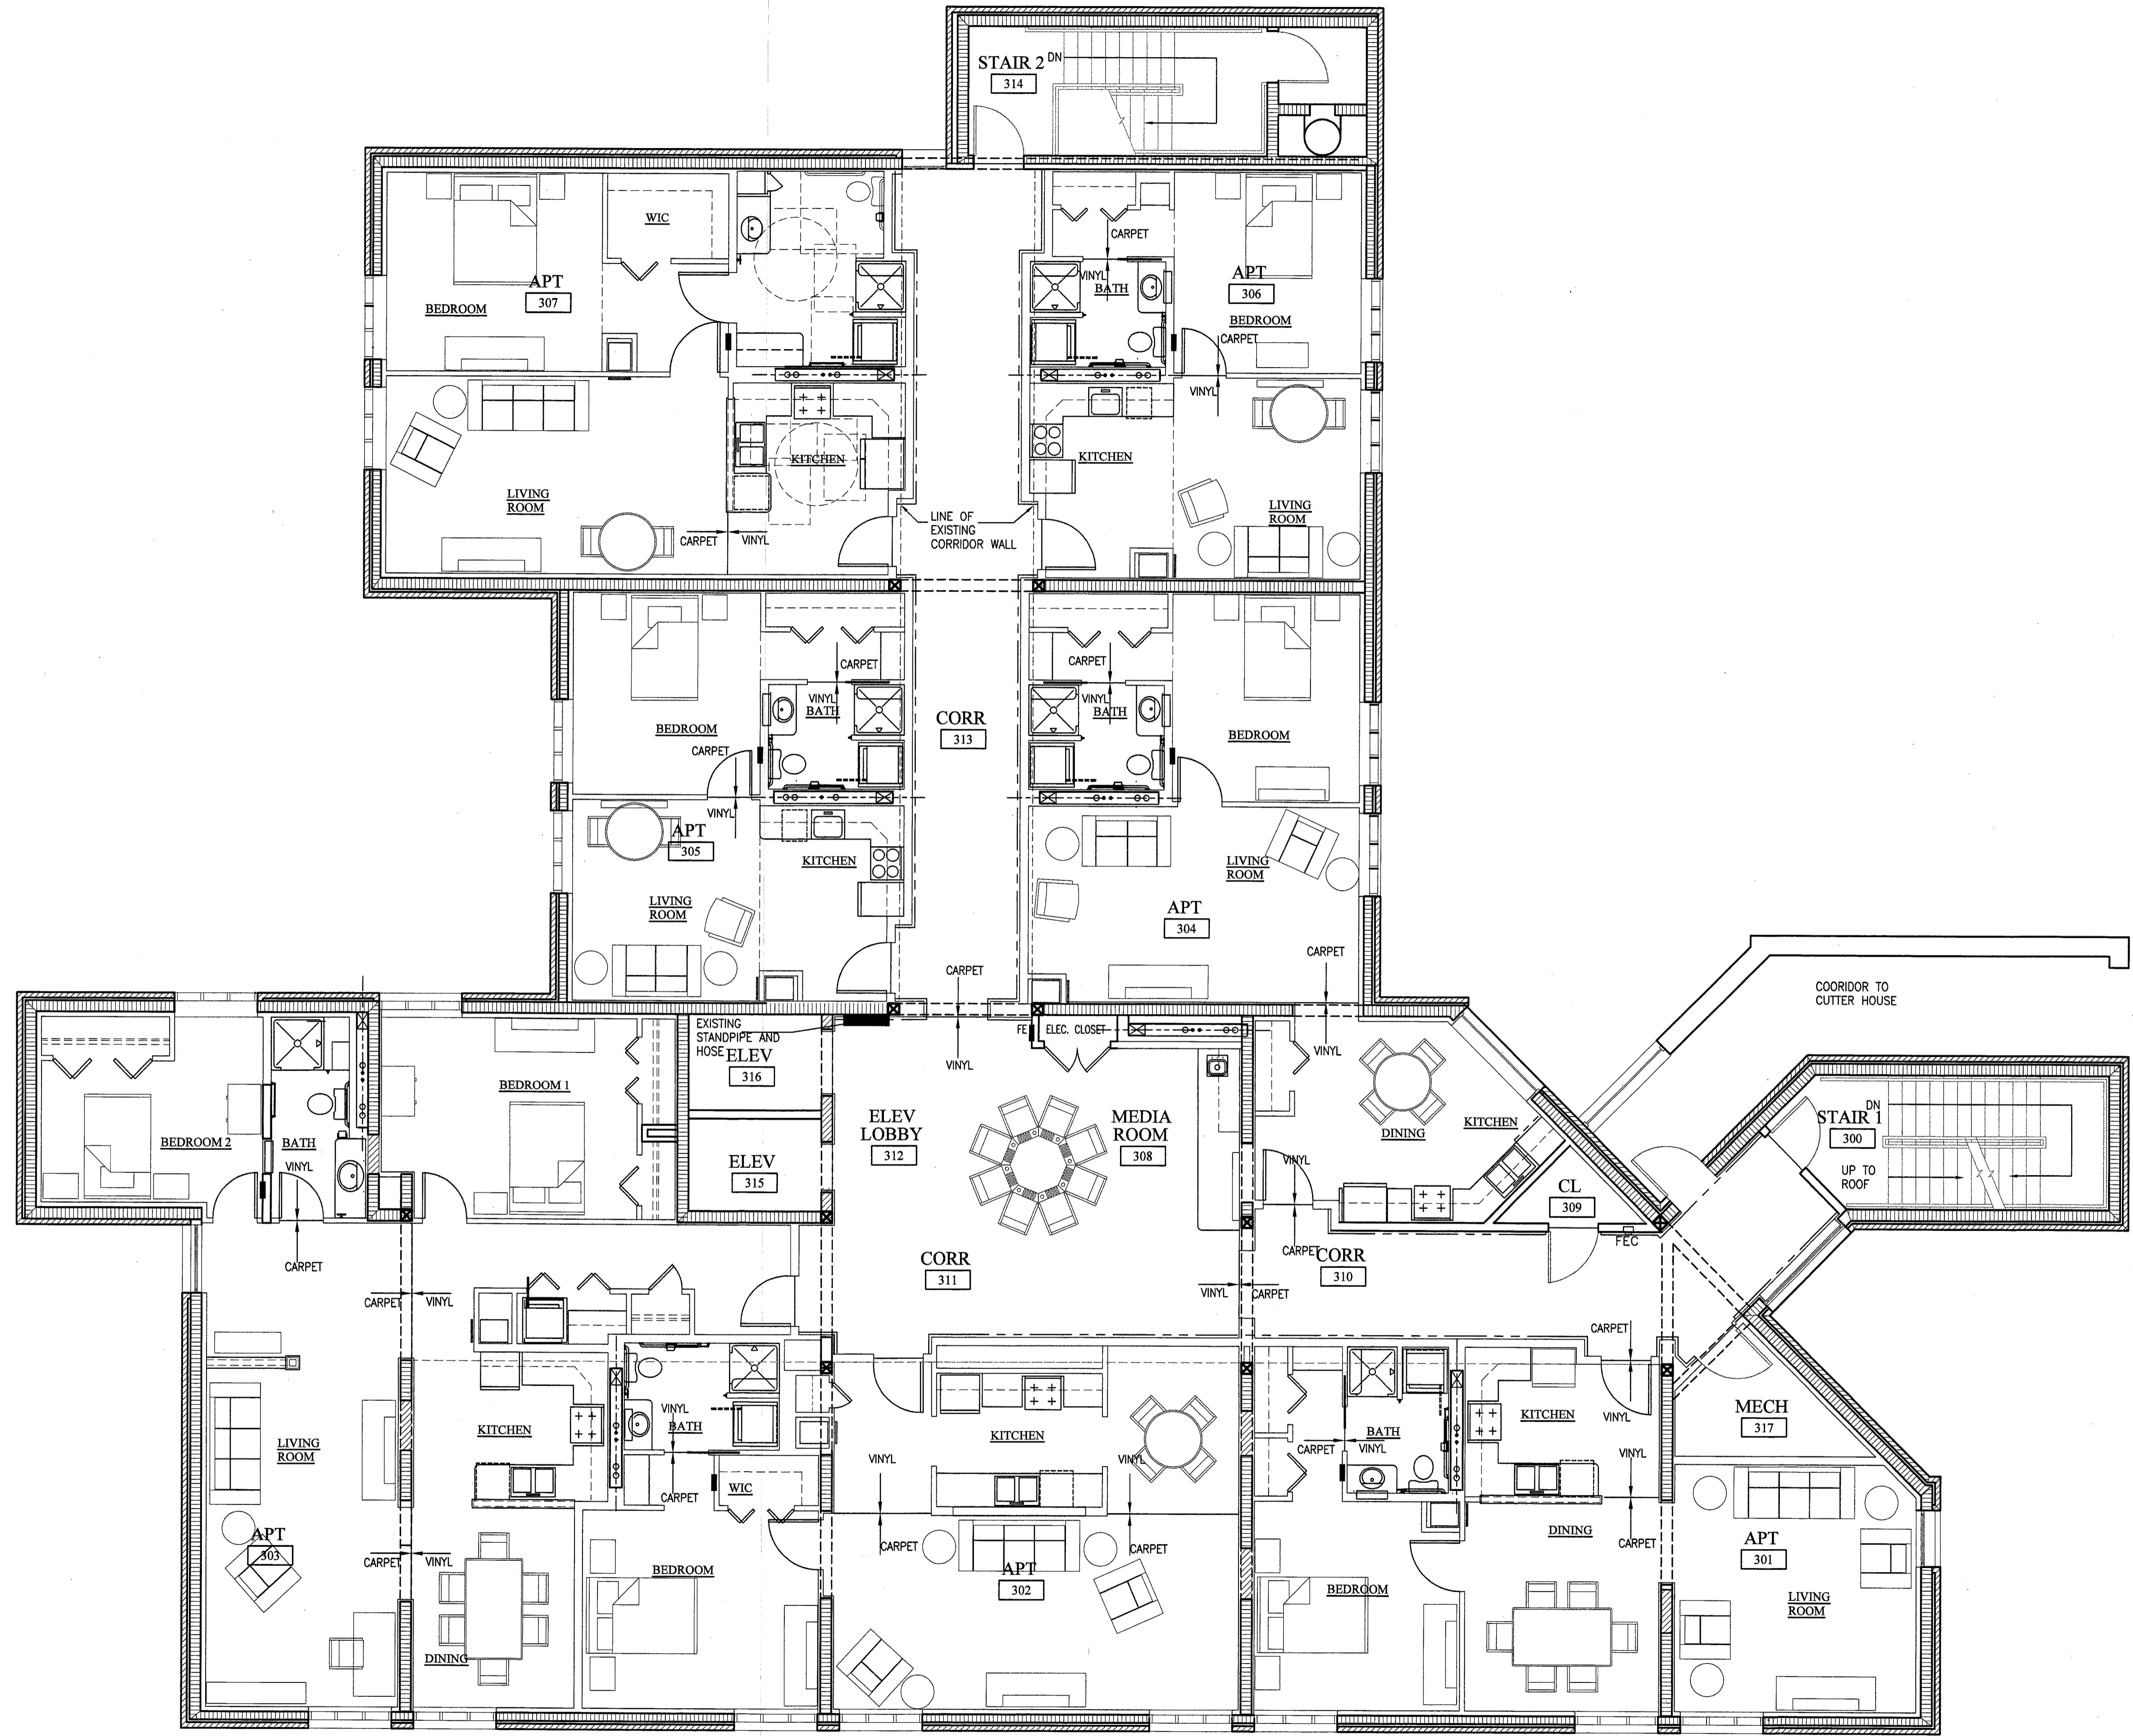 STAIR 2
314
DN
WIC
APT
307
BEDROOM
CARPET
VINYL
BATH
APT
306
BEDROOM
CARPET
VINYL
KITCHEN
LIVING
ROOM
CARPET
VINYL
LINE OF
EXISTING
CORRIDOR WALL
KITCHEN
LIVING
ROOM
BEDROOM
CARPET
VINYL
BATH
CARPET
VINYL
APT
305
KITCHEN
LIVING
ROOM
CORR
313
CARPET
VINYL
BATH
BEDROOM
LIVING
ROOM
APT
304
CARPET
VINYL
CARPET
VINYL
COORIDOR TO
CUTTER HOUSE
EXISTING
STANDPIPE AND
HOSE
ELEV
316
ELEV
315
FE
ELEC. CLOSET
ELEV
LOBBY
312
MEDIA
ROOM
308
BEDROOM 2
BATH
VINYL
CARPET
BEDROOM 1
DINING
KITCHEN
VINYL
CARPET
CL
309
FEC
STAIR 1
300
DN
UP TO
ROOF
CORR
311
VINYL
CARPET
CORR
310
CARPET
VINYL
CARPET
VINYL
LIVING
ROOM
KITCHEN
VINYL
BATH
CARPET
WIC
KITCHEN
VINYL
VINYL
CARPET
CARPET
BATH
CARPET
VINYL
KITCHEN
VINYL
CARPET
MECH
317
APT
303
CARPET
VINYL
DINING
BEDROOM
APT
302
BEDROOM
DINING
APT
301
LIVING
ROOM